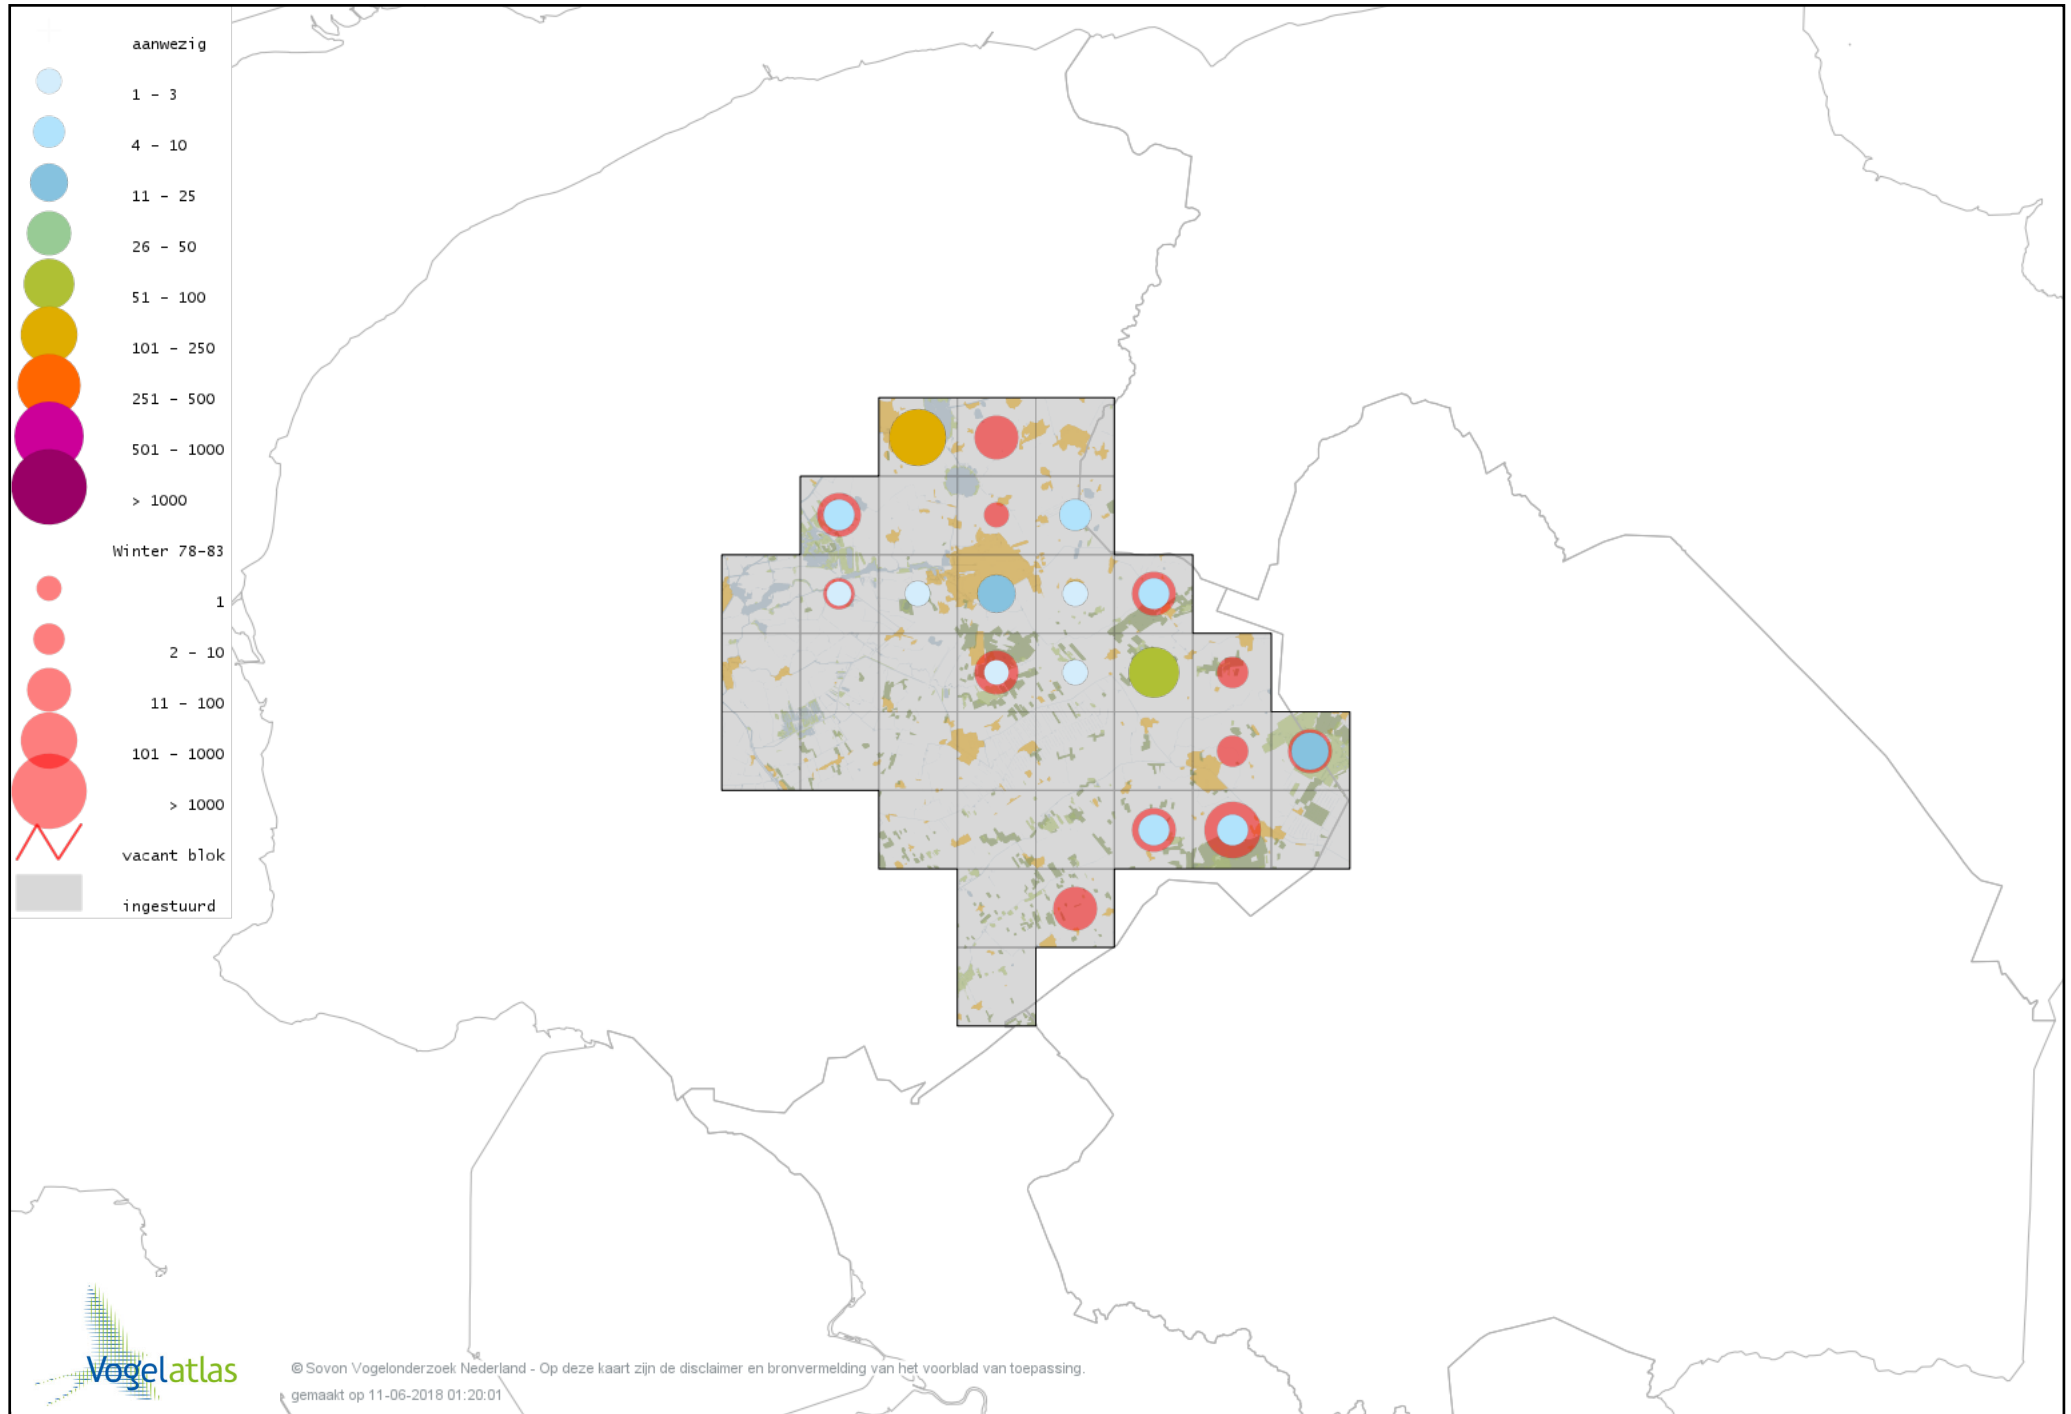 aanwezig
1 - 3
4 - 10
11 - 25
26 - 50
51 - 100
101 - 250
251 - 500
501 - 1000
> 1000
Winter 78-83
1
2 - 10
11 - 100
101 - 1000
> 1000
vacant blok
ingestuurd
Vogelatlas
© Sovon Vogelonderzoek Nederland - Op deze kaart zijn de disclaimer en bronvermelding van het voorblad van toepassing.
gemaakt op 11-06-2018 01:20:01